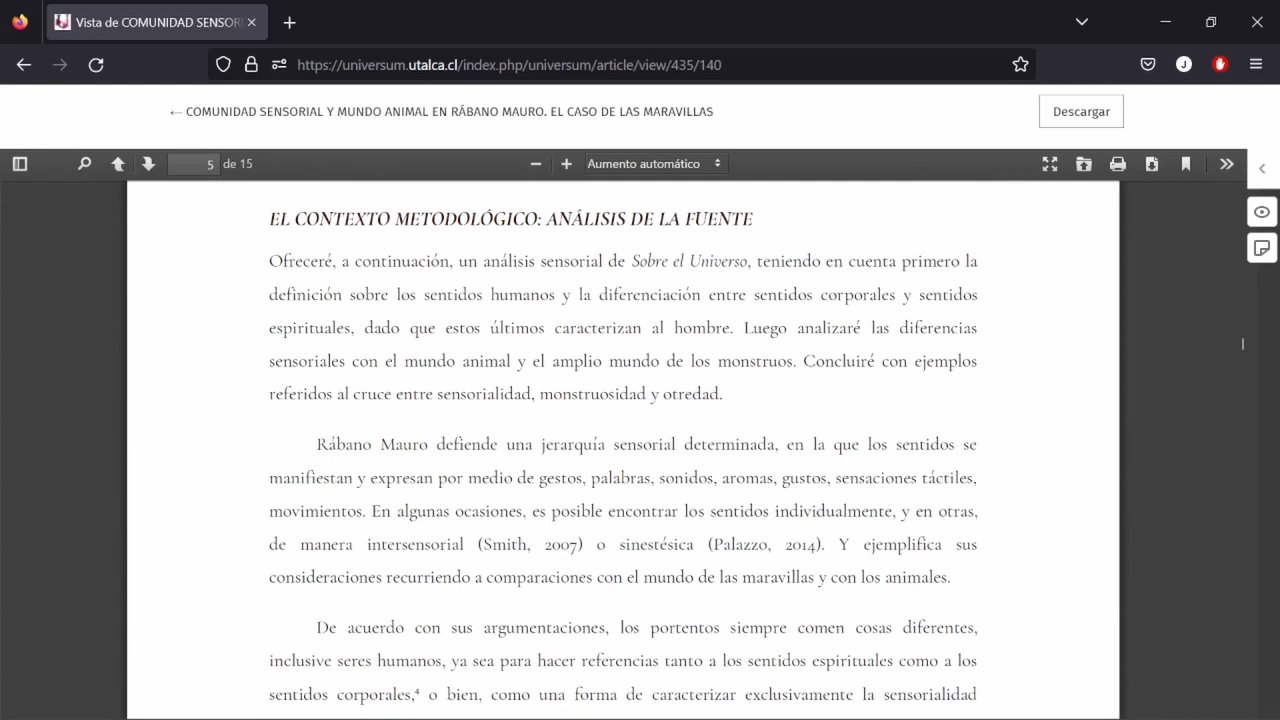 Vista de COMUNIDAD SENSORI
https://universum.utalca.cl/index.php/universum/article/view/435/140
J
← COMUNIDAD SENSORIAL Y MUNDO ANIMAL EN RÁBANO MAURO. EL CASO DE LAS MARAVILLAS
Descargar
5 de 15
Aumento automático
EL CONTEXTO METODOLÓGICO: ANÁLISIS DE LA FUENTE
Ofreceré, a continuación, un análisis sensorial de Sobre el Universo, teniendo en cuenta primero la
definición sobre los sentidos humanos y la diferenciación entre sentidos corporales y sentidos
espirituales, dado que estos últimos caracterizan al hombre. Luego analizaré las diferencias
sensoriales con el mundo animal y el amplio mundo de los monstruos. Concluiré con ejemplos
referidos al cruce entre sensorialidad, monstruosidad y otredad.
Rábano Mauro defiende una jerarquía sensorial determinada, en la que los sentidos se
manifiestan y expresan por medio de gestos, palabras, sonidos, aromas, gustos, sensaciones táctiles,
movimientos. En algunas ocasiones, es posible encontrar los sentidos individualmente, y en otras,
de manera intersensorial (Smith, 2007) o sinestésica (Palazzo, 2014). Y ejemplifica sus
consideraciones recurriendo a comparaciones con el mundo de las maravillas y con los animales.
De acuerdo con sus argumentaciones, los portentos siempre comen cosas diferentes,
inclusive seres humanos, ya sea para hacer referencias tanto a los sentidos espirituales como a los
sentidos corporales,⁴ o bien, como una forma de caracterizar exclusivamente la sensorialidad